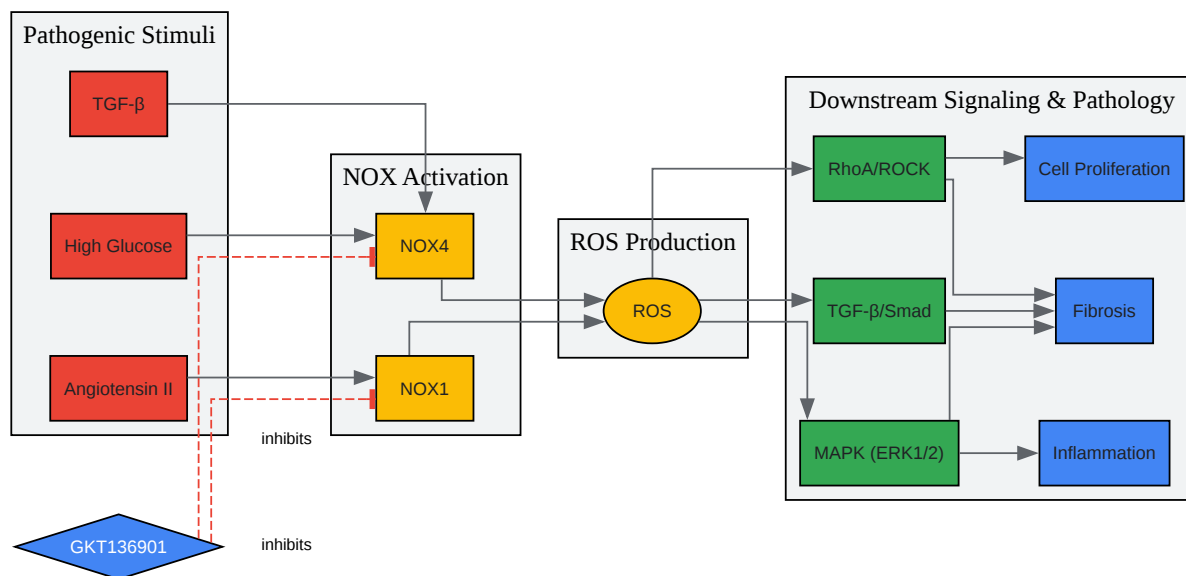 Pathogenic Stimuli
TGF-β
High Glucose
Angiotensin II
NOX Activation
NOX4
NOX1
ROS Production
ROS
Downstream Signaling & Pathology
RhoA/ROCK
Cell Proliferation
TGF-β/Smad
Fibrosis
MAPK (ERK1/2)
Inflammation
inhibits
GKT136901
inhibits